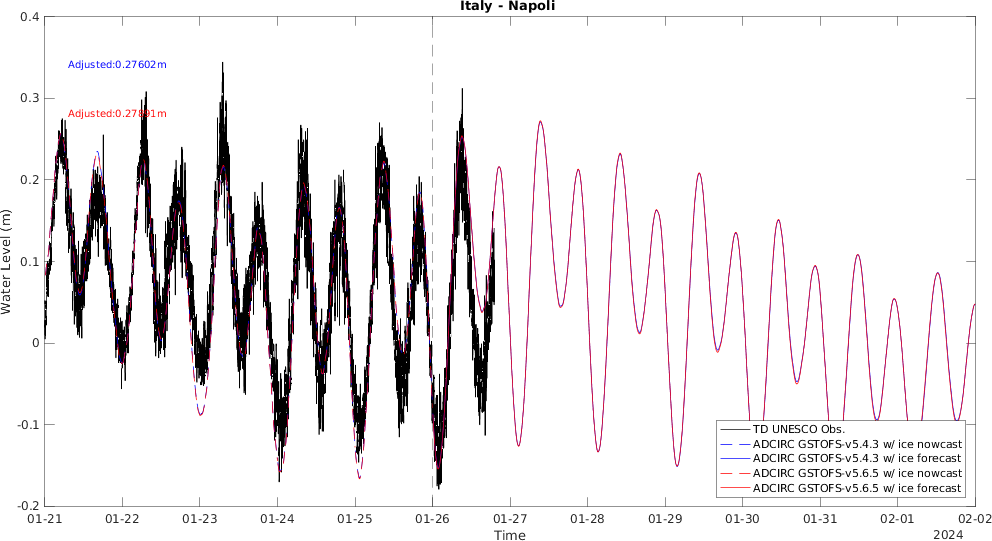 Italy - Napoli
Adjusted:0.27602m
Adjusted:0.27891m
Water Level (m)
0.4
0.3
0.2
0.1
0
-0.1
-0.2
01-21 01-22 01-23 01-24 01-25 01-26 01-27 01-28 01-29 01-30 01-31 02-01 02-02
Time
2024
TD UNESCO Obs.
ADCIRC GSTOFS-v5.4.3 w/ ice nowcast
ADCIRC GSTOFS-v5.4.3 w/ ice forecast
ADCIRC GSTOFS-v5.6.5 w/ ice nowcast
ADCIRC GSTOFS-v5.6.5 w/ ice forecast